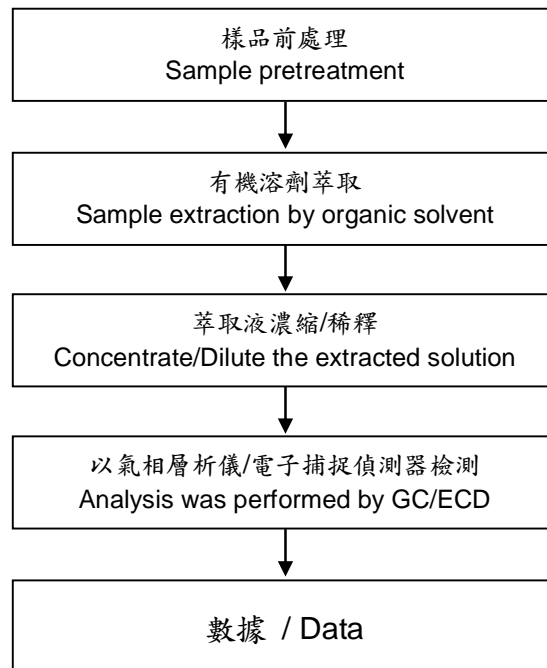 樣品前處理
Sample pretreatment
有機溶劑萃取
Sample extraction by organic solvent
萃取液濃縮/稀釋
Concentrate/Dilute the extracted solution
以氣相層析儀/電子捕捉偵測器檢測
Analysis was performed by GC/ECD
數據 / Data